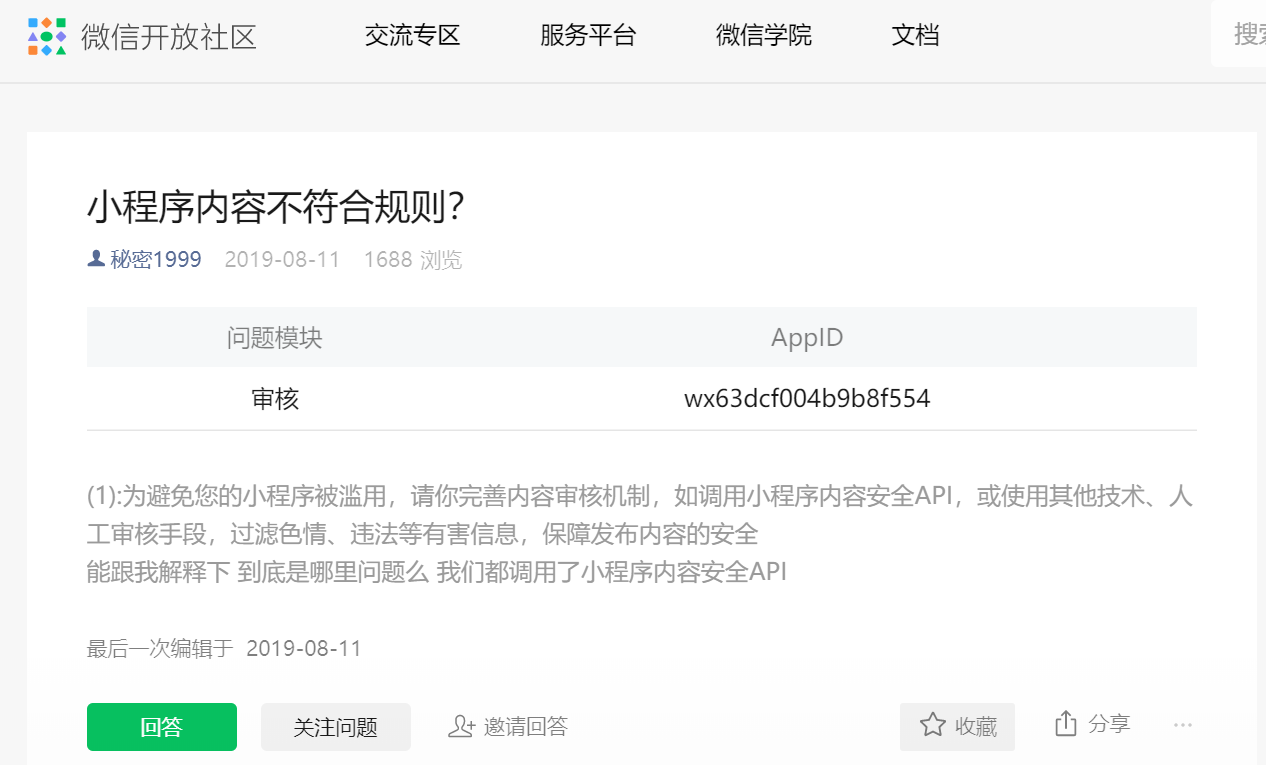 微信开放社区 交流专区 服务平台 微信学院 文档 搜索
小程序内容不符合规则？
秘密1999 2019-08-11 1688 浏览
问题模块 AppID
审核 wx63dcf004b9b8f554
(1):为避免您的小程序被滥用，请你完善内容审核机制，如调用小程序内容安全API，或使用其他技术、人
工审核手段，过滤色情、违法等有害信息，保障发布内容的安全
能跟我解释下 到底是哪里问题么 我们都调用了小程序内容安全API
最后一次编辑于 2019-08-11
回答 关注问题 邀请回答 收藏 分享 ...